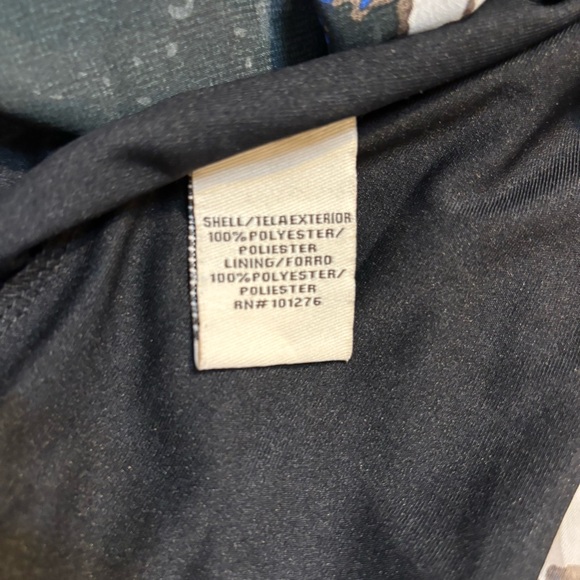 SHELL/TELA EXTERIOR
100% POLYESTER/
POLIESTER
LINING/FORRO
100% POLYESTER/
POLIESTER
RN# 101276